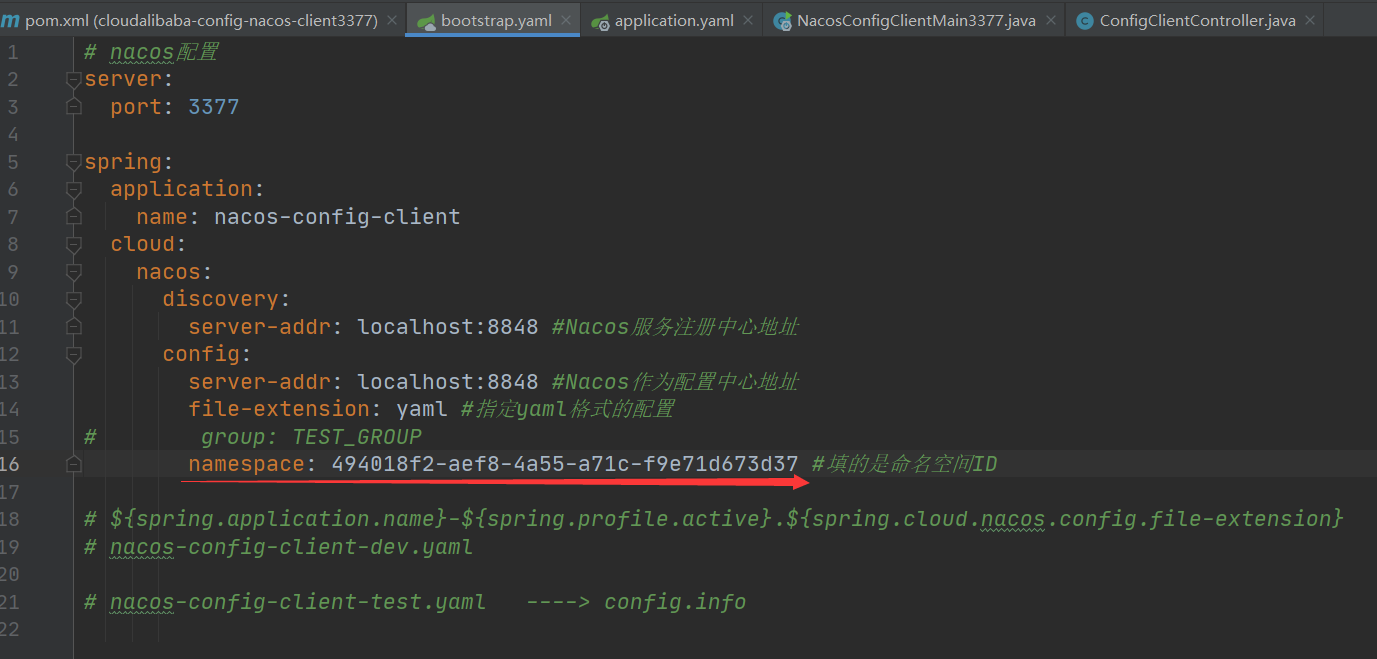 pom.xml (cloudalibaba-config-nacos-client3377) bootstrap.yaml application.yaml NacosConfigClientMain3377.java ConfigClientController.java
1 # nacos配置
2 server:
3 port: 3377
4
5 spring:
6 application:
7 name: nacos-config-client
8 cloud:
9 nacos:
10 discovery:
11 server-addr: localhost:8848 #Nacos服务注册中心地址
12 config:
13 server-addr: localhost:8848 #Nacos作为配置中心地址
14 file-extension: yaml #指定yaml格式的配置
15 # group: TEST_GROUP
16 namespace: 494018f2-aef8-4a55-a71c-f9e71d673d37 #填的是命名空间ID
17
18 # ${spring.application.name}-${spring.profile.active}.${spring.cloud.nacos.config.file-extension}
19 # nacos-config-client-dev.yaml
20
21 # nacos-config-client-test.yaml ----> config.info
22